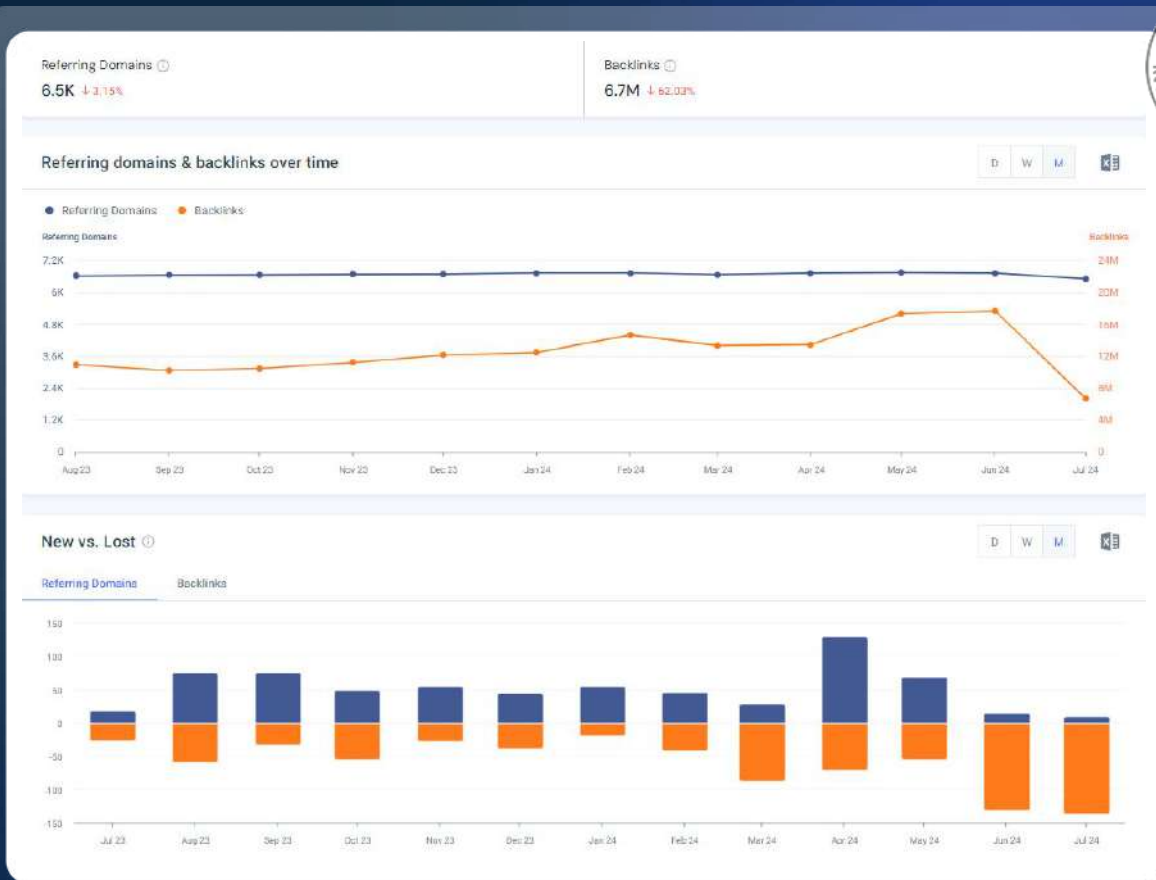 Referring Domains
6.5K ↓ 3.15%
Backlinks
6.7M ↓ 62.03%
Referring domains & backlinks over time
D W M
Referring Domains Backlinks
Referring Domains
Backlinks
7.2K 24M
6K 20M
4.8K 16M
3.6K 12M
2.4K 8M
1.2K 4M
0 0
Aug 23 Sep 23 Oct 23 Nov 23 Dec 23 Jan 24 Feb 24 Mar 24 Apr 24 May 24 Jun 24 Jul 24
New vs. Lost
D W M
Referring Domains Backlinks
150
100
50
0
-50
-100
-150
Jul 23 Aug 23 Sep 23 Oct 23 Nov 23 Dec 23 Jan 24 Feb 24 Mar 24 Apr 24 May 24 Jun 24 Jul 24